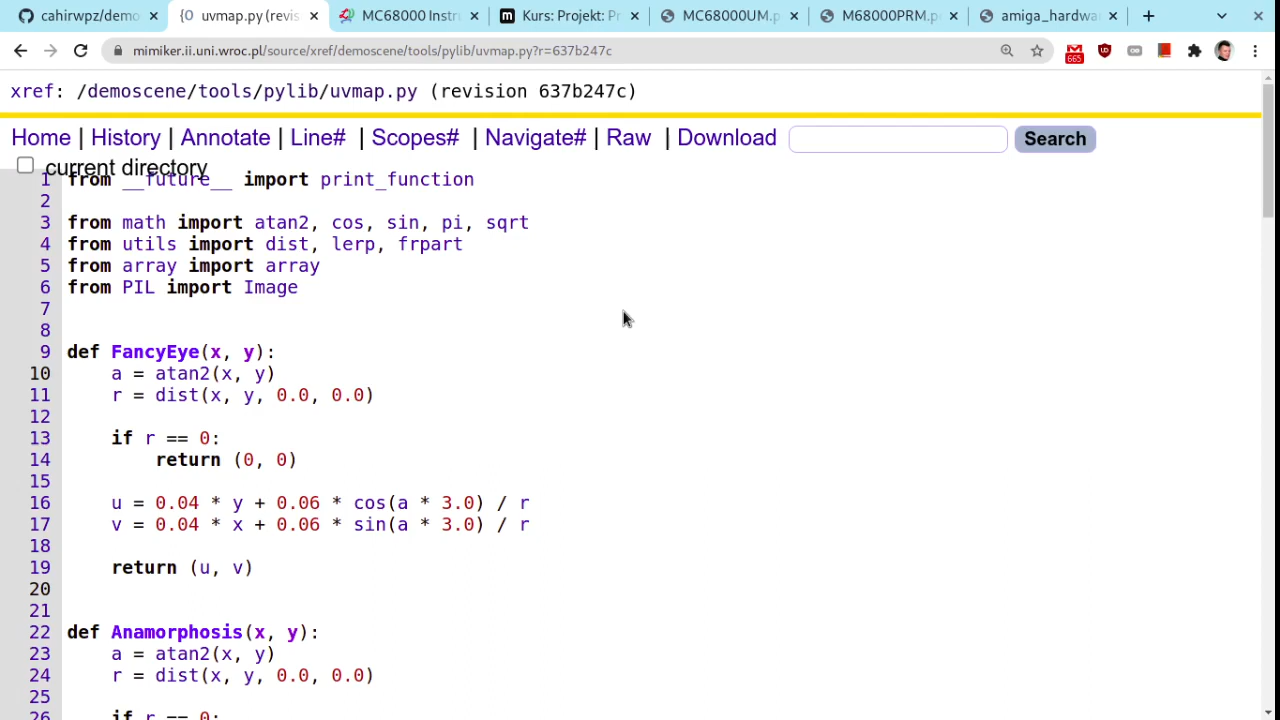 cahirwpz/demo
uvmap.py (revis
MC68000 Instr
Kurs: Projekt: Pr
MC68000UM.p
M68000PRM.p
amiga_hardwa
mimiker.ii.uni.wroc.pl/source/xref/demoscene/tools/pylib/uvmap.py?r=637b247c
665
xref: /demoscene/tools/pylib/uvmap.py (revision 637b247c)
Home | History | Annotate | Line# | Scopes# | Navigate# | Raw | Download Search
current directory
1 from __future__ import print_function
2
3 from math import atan2, cos, sin, pi, sqrt
4 from utils import dist, lerp, frpart
5 from array import array
6 from PIL import Image
7
8
9 def FancyEye(x, y):
10 a = atan2(x, y)
11 r = dist(x, y, 0.0, 0.0)
12
13 if r == 0:
14 return (0, 0)
15
16 u = 0.04 * y + 0.06 * cos(a * 3.0) / r
17 v = 0.04 * x + 0.06 * sin(a * 3.0) / r
18
19 return (u, v)
20
21
22 def Anamorphosis(x, y):
23 a = atan2(x, y)
24 r = dist(x, y, 0.0, 0.0)
25
26 if r == 0: